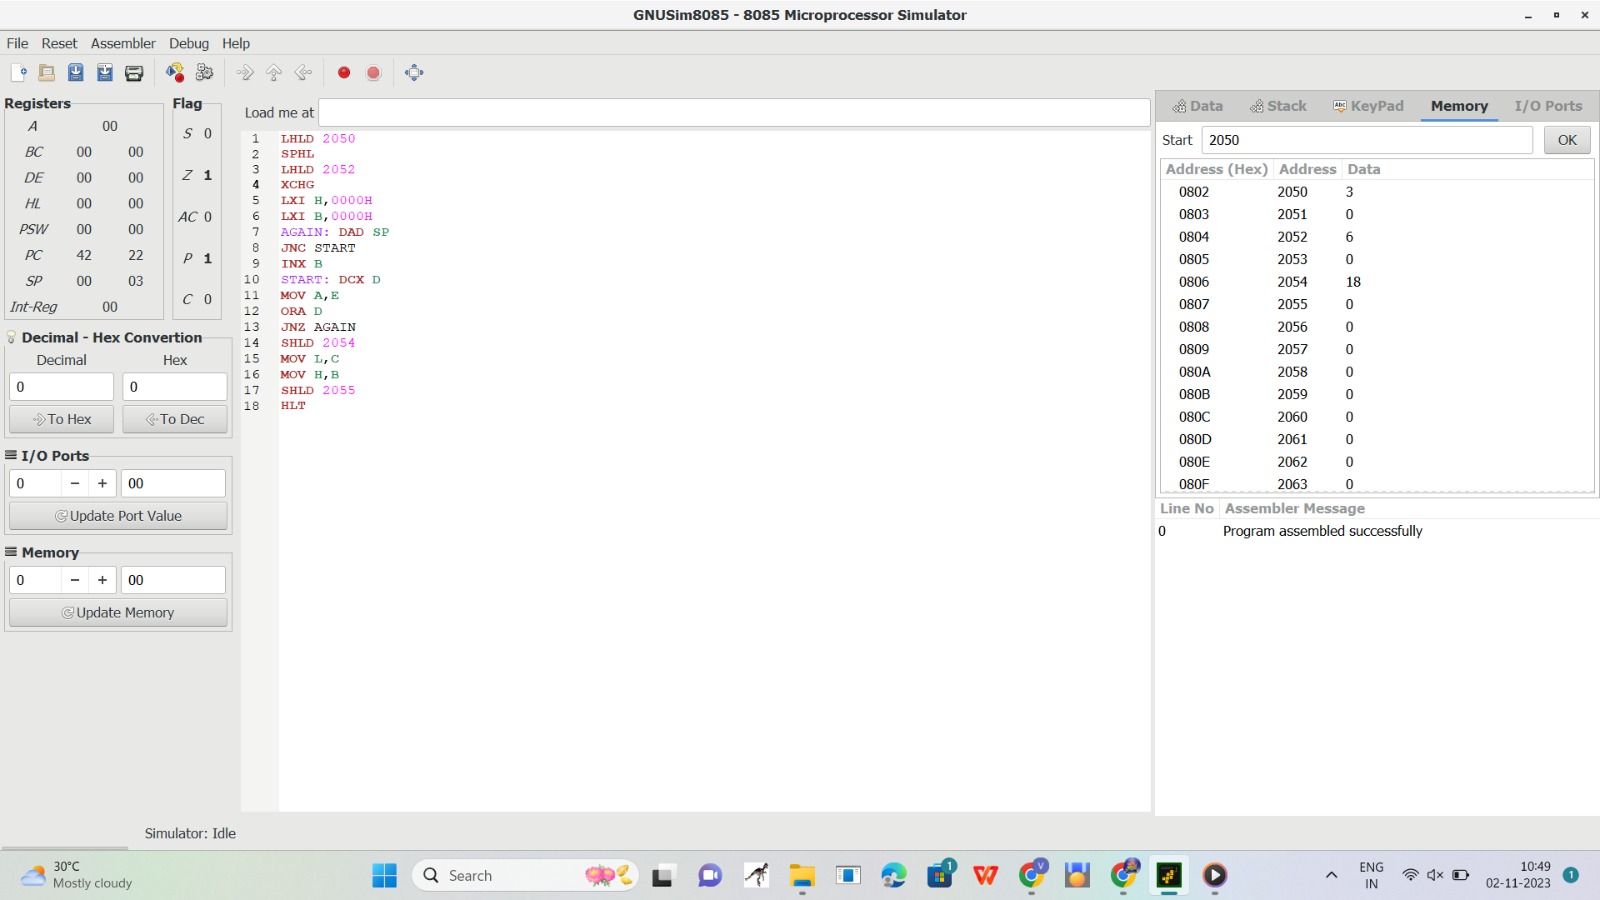 GNUSim8085 - 8085 Microprocessor Simulator
File Reset Assembler Debug Help
Registers
A 00
BC 00 00
DE 00 00
HL 00 00
PSW 00 00
PC 42 22
SP 00 03
Int-Reg 00
Flag
S 0
Z 1
AC 0
P 1
C 0
Decimal - Hex Convertion
Decimal Hex
0 0
To Hex To Dec
I/O Ports
0 - + 00
Update Port Value
Memory
0 - + 00
Update Memory
Load me at
1 LHLD 2050
2 SPHL
3 LHLD 2052
4 XCHG
5 LXI H,0000H
6 LXI B,0000H
7 AGAIN: DAD SP
8 JNC START
9 INX B
10 START: DCX D
11 MOV A,E
12 ORA D
13 JNZ AGAIN
14 SHLD 2054
15 MOV L,C
16 MOV H,B
17 SHLD 2055
18 HLT
Data Stack Abc KeyPad Memory I/O Ports
Start 2050 OK
Address (Hex) Address Data
0802 2050 3
0803 2051 0
0804 2052 6
0805 2053 0
0806 2054 18
0807 2055 0
0808 2056 0
0809 2057 0
080A 2058 0
080B 2059 0
080C 2060 0
080D 2061 0
080E 2062 0
080F 2063 0
Line No Assembler Message
0 Program assembled successfully
Simulator: Idle
30°C
Mostly cloudy
Search
1
V
ENG
IN
10:49
02-11-2023
1